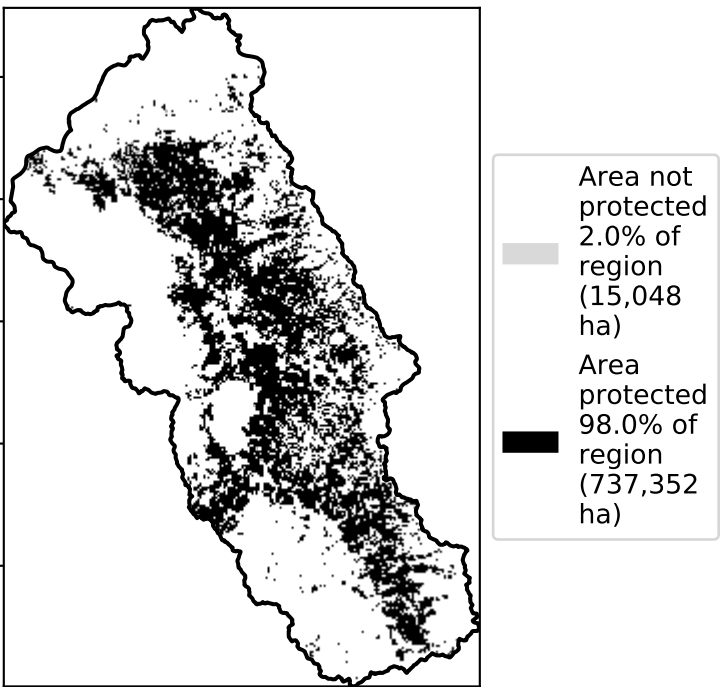 Area not
protected
2.0% of
region
(15,048
ha)
Area
protected
98.0% of
region
(737,352
ha)